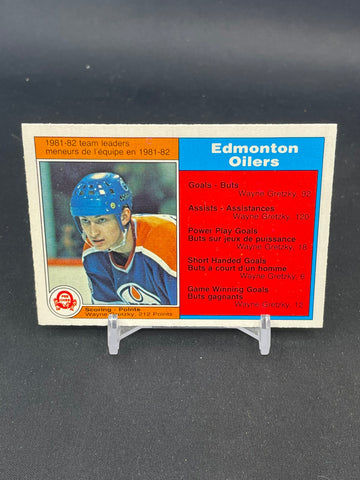 1981-82 team leaders
meneurs de l'équipe en 1981-82
Edmonton
Oilers
Goals - Buts
Wayne Gretzky, 92
Assists - Assistances
Wayne Gretzky, 120
Power Play Goals
Buts sur jeux de puissance
Wayne Gretzky, 18
Short Handed Goals
Buts à court d'un homme
Wayne Gretzky, 6
Game Winning Goals
Buts gagnants
Wayne Gretzky, 12
Scoring - Points
Wayne Gretzky, 212 Points